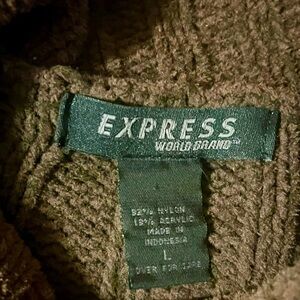 EXPRESS
WORLD BRAND™
82% NYLON
18% ACRYLIC
MADE IN
INDONESIA
L
OVER FOR CARE